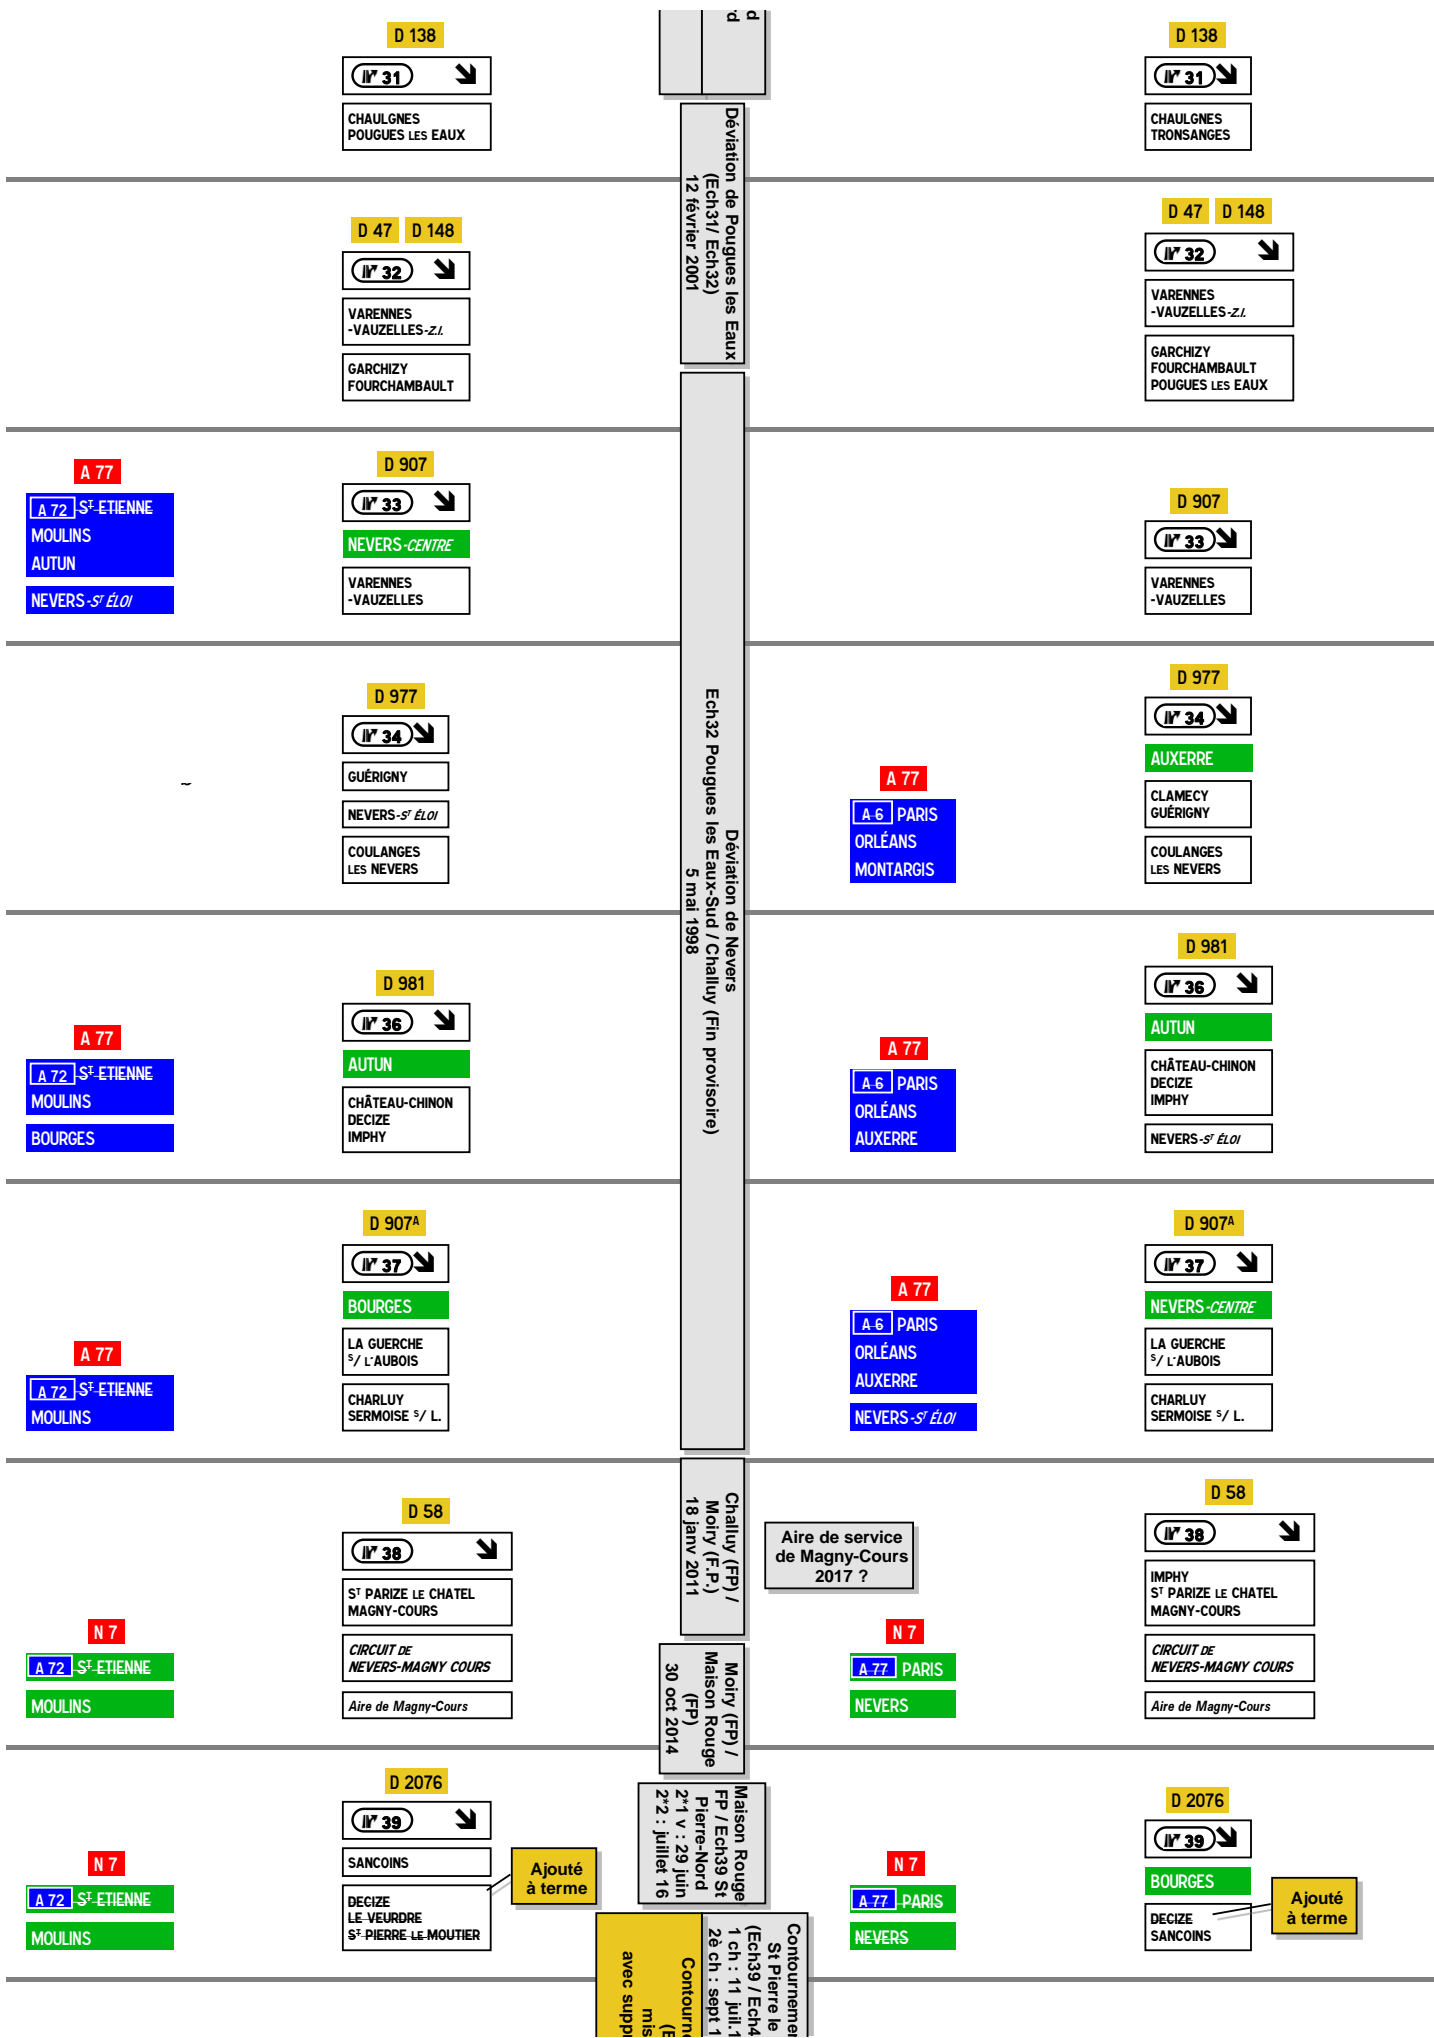 D 138
31
CHAULGNES
POUGUES LES EAUX
D 138
31
CHAULGNES
TRONSANGES
Déviation de Pougues les Eaux
(Ech31/ Ech32)
12 février 2001
D 47 D 148
32
VARENNES
-VAUZELLES-Z.I.
GARCHIZY
FOURCHAMBAULT
D 47 D 148
32
VARENNES
-VAUZELLES-Z.I.
GARCHIZY
FOURCHAMBAULT
POUGUES LES EAUX
A 77
A 72 ST ETIENNE
MOULINS
AUTUN
NEVERS-ST ÉLOI
D 907
33
NEVERS-CENTRE
VARENNES
-VAUZELLES
D 907
33
VARENNES
-VAUZELLES
Déviation de Nevers
Ech32 Pougues les Eaux-Sud / Challuy (Fin provisoire)
5 mai 1998
~
D 977
34
GUÉRIGNY
NEVERS-ST ÉLOI
COULANGES
LES NEVERS
A 77
A 6 PARIS
ORLÉANS
MONTARGIS
D 977
34
AUXERRE
CLAMECY
GUÉRIGNY
COULANGES
LES NEVERS
A 77
A 72 ST ETIENNE
MOULINS
BOURGES
D 981
36
AUTUN
CHÂTEAU-CHINON
DECIZE
IMPHY
A 77
A 6 PARIS
ORLÉANS
AUXERRE
D 981
36
AUTUN
CHÂTEAU-CHINON
DECIZE
IMPHY
NEVERS-ST ÉLOI
A 77
A 72 ST ETIENNE
MOULINS
D 907A
37
BOURGES
LA GUERCHE
S/ L'AUBOIS
CHARLUY
SERMOISE S/ L.
A 77
A 6 PARIS
ORLÉANS
AUXERRE
NEVERS-ST ÉLOI
D 907A
37
NEVERS-CENTRE
LA GUERCHE
S/ L'AUBOIS
CHARLUY
SERMOISE S/ L.
Challuy (FP) /
Moiry (F.P.)
18 janv 2011
Aire de service
de Magny-Cours
2017 ?
N 7
A 72 ST ETIENNE
MOULINS
D 58
38
ST PARIZE LE CHATEL
MAGNY-COURS
CIRCUIT DE
NEVERS-MAGNY COURS
Aire de Magny-Cours
Moiry (FP) /
Maison Rouge
(FP)
30 oct 2014
N 7
A 77 PARIS
NEVERS
D 58
38
IMPHY
ST PARIZE LE CHATEL
MAGNY-COURS
CIRCUIT DE
NEVERS-MAGNY COURS
Aire de Magny-Cours
N 7
A 72 ST ETIENNE
MOULINS
D 2076
39
SANCOINS
DECIZE
LE VEURDRE
ST PIERRE LE MOUTIER
Ajouté
à terme
Maison Rouge
FP / Ech39 St
Pierre-Nord
2*1 v : 29 juin
2*2 : juillet 16
N 7
A 77 PARIS
NEVERS
D 2076
39
BOURGES
DECIZE
SANCOINS
Ajouté
à terme
St Pierre le
(Ech39 /
1 ch : 11
2è ch : sept
avec